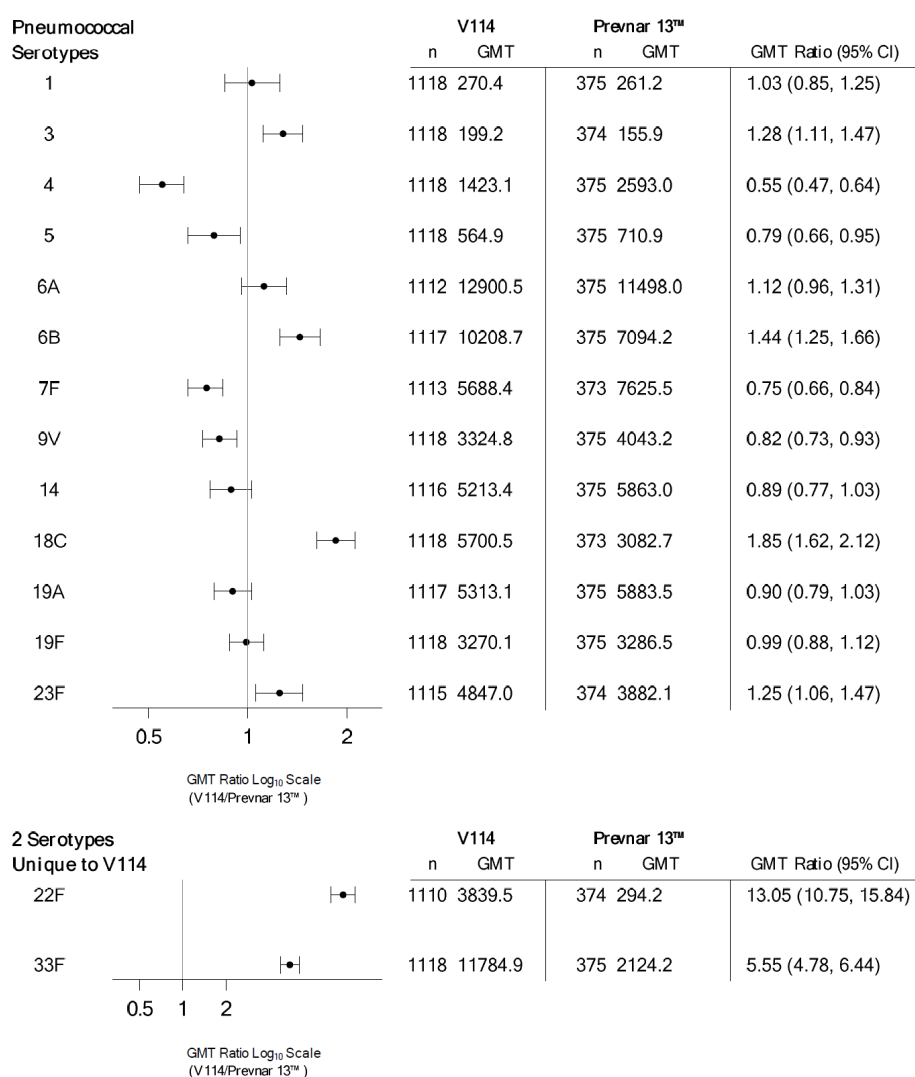 Pneumococcal V114 Prevnar 13™
Serotypes n GMT n GMT GMT Ratio (95% CI)
1 1118 270.4 375 261.2 1.03 (0.85, 1.25)
3 1118 199.2 374 155.9 1.28 (1.11, 1.47)
4 1118 1423.1 375 2593.0 0.55 (0.47, 0.64)
5 1118 564.9 375 710.9 0.79 (0.66, 0.95)
6A 1112 12900.5 375 11498.0 1.12 (0.96, 1.31)
6B 1117 10208.7 375 7094.2 1.44 (1.25, 1.66)
7F 1113 5688.4 373 7625.5 0.75 (0.66, 0.84)
9V 1118 3324.8 375 4043.2 0.82 (0.73, 0.93)
14 1116 5213.4 375 5863.0 0.89 (0.77, 1.03)
18C 1118 5700.5 373 3082.7 1.85 (1.62, 2.12)
19A 1117 5313.1 375 5883.5 0.90 (0.79, 1.03)
19F 1118 3270.1 375 3286.5 0.99 (0.88, 1.12)
23F 1115 4847.0 374 3882.1 1.25 (1.06, 1.47)
0.5 1 2
GMT Ratio Log₁₀ Scale
(V114/Prevnar 13™ )
2 Serotypes V114 Prevnar 13™
Unique to V114 n GMT n GMT GMT Ratio (95% CI)
22F 1110 3839.5 374 294.2 13.05 (10.75, 15.84)
33F 1118 11784.9 375 2124.2 5.55 (4.78, 6.44)
0.5 1 2
GMT Ratio Log₁₀ Scale
(V114/Prevnar 13™ )